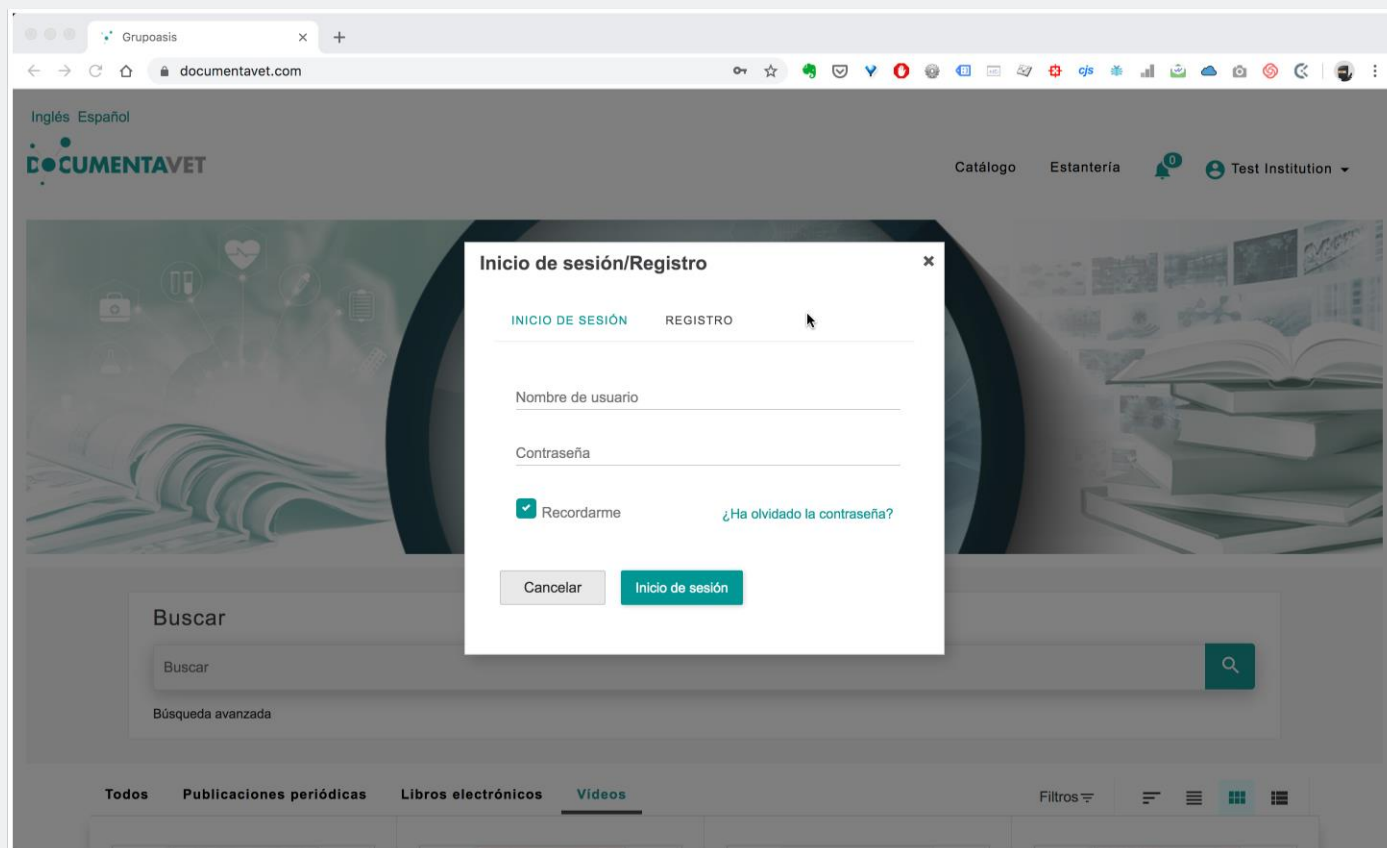 Grupoasis
documentavet.com
cjs
Inglés Español
DOCUMENTAVET
Catálogo Estantería 0 Test Institution
Inicio de sesión/Registro
INICIO DE SESIÓN REGISTRO
Nombre de usuario
Contraseña
Recordarme ¿Ha olvidado la contraseña?
Cancelar Inicio de sesión
Buscar
Buscar
Búsqueda avanzada
Todos Publicaciones periódicas Libros electrónicos Vídeos Filtros